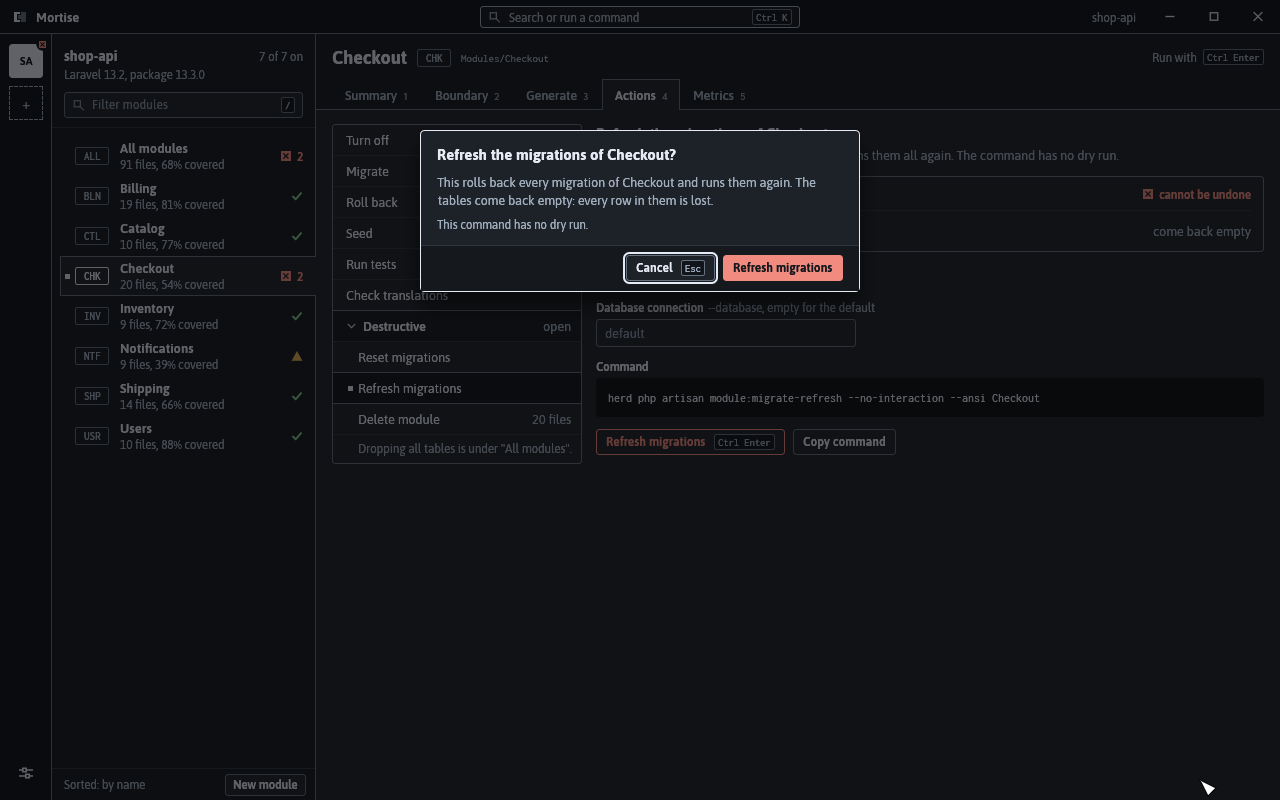 Mortise
Search or run a command
Ctrl K
shop-api
SA
+
shop-api
7 of 7 on
Laravel 13.2, package 13.3.0
Filter modules
/
ALL
All modules
91 files, 68% covered
2
BLN
Billing
19 files, 81% covered
CTL
Catalog
10 files, 77% covered
CHK
Checkout
20 files, 54% covered
2
INV
Inventory
9 files, 72% covered
NTF
Notifications
9 files, 39% covered
SHP
Shipping
14 files, 66% covered
USR
Users
10 files, 88% covered
Sorted: by name
New module
Checkout
CHK
Modules/Checkout
Run with
Ctrl Enter
Summary 1
Boundary 2
Generate 3
Actions 4
Metrics 5
Turn off
Migrate
Roll back
Seed
Run tests
Check translations
Destructive
open
Reset migrations
Refresh migrations
Delete module
20 files
Dropping all tables is under "All modules".
them all again. The command has no dry run.
cannot be undone
come back empty
Refresh the migrations of Checkout?
This rolls back every migration of Checkout and runs them again. The
tables come back empty: every row in them is lost.
This command has no dry run.
Cancel
Esc
Refresh migrations
Database connection --database, empty for the default
default
Command
herd php artisan module:migrate-refresh --no-interaction --ansi Checkout
Refresh migrations
Ctrl Enter
Copy command